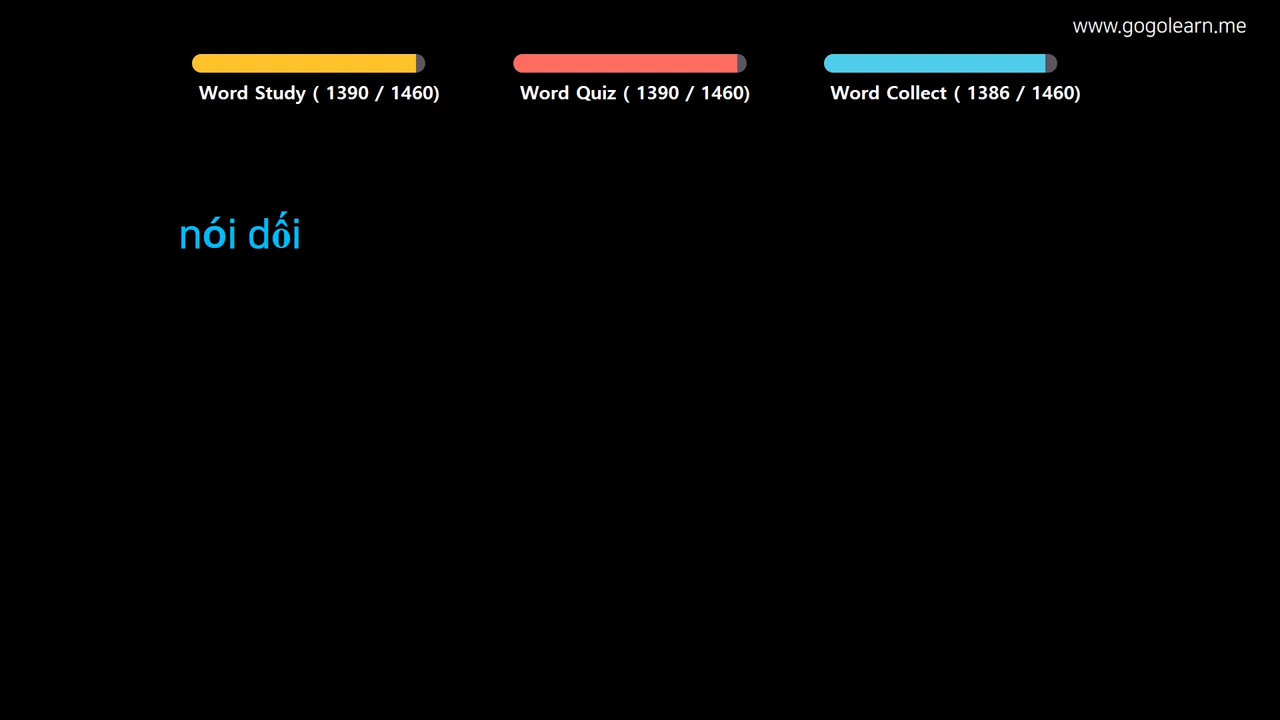 www.gogolearn.me
Word Study ( 1390 / 1460)
Word Quiz ( 1390 / 1460)
Word Collect ( 1386 / 1460)
nói dối